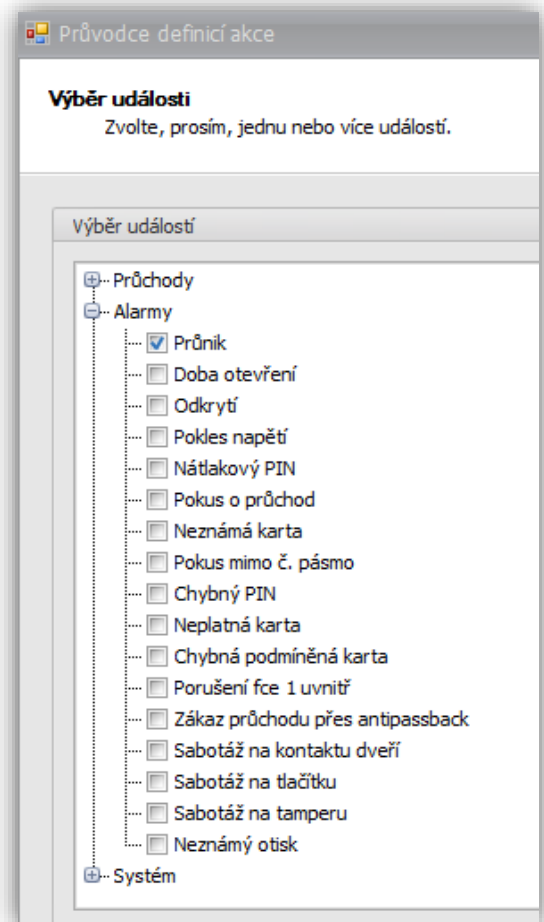 Průvodce definicí akce
Výběr události
Zvolte, prosím, jednu nebo více událostí.
Výběr událostí
Průchody
Alarmy
Průnik
Doba otevření
Odkrytí
Pokles napětí
Nátlakový PIN
Pokus o průchod
Neznámá karta
Pokus mimo č. pásmo
Chybný PIN
Neplatná karta
Chybná podmíněná karta
Porušení fce 1 uvnitř
Zákaz průchodu přes antipassback
Sabotáž na kontaktu dveří
Sabotáž na tlačítku
Sabotáž na tamperu
Neznámý otisk
Systém